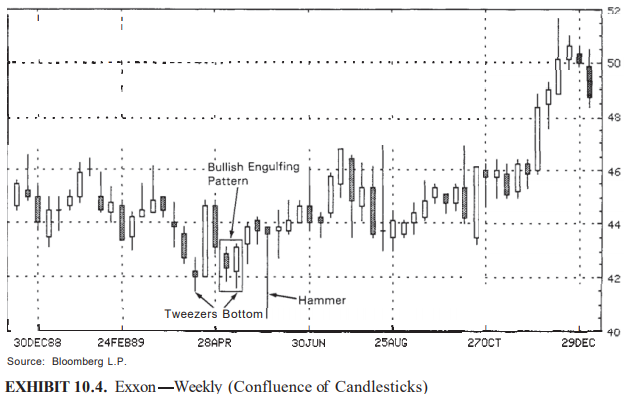 52
50
48
46
Bullish Engulfing
Pattern
44
42
Hammer
Tweezers Bottom
40
30DEC88 24FEB89 28APR 30JUN 25AUG 27OCT 29DEC
Source: Bloomberg L.P.
EXHIBIT 10.4. Exxon—Weekly (Confluence of Candlesticks)